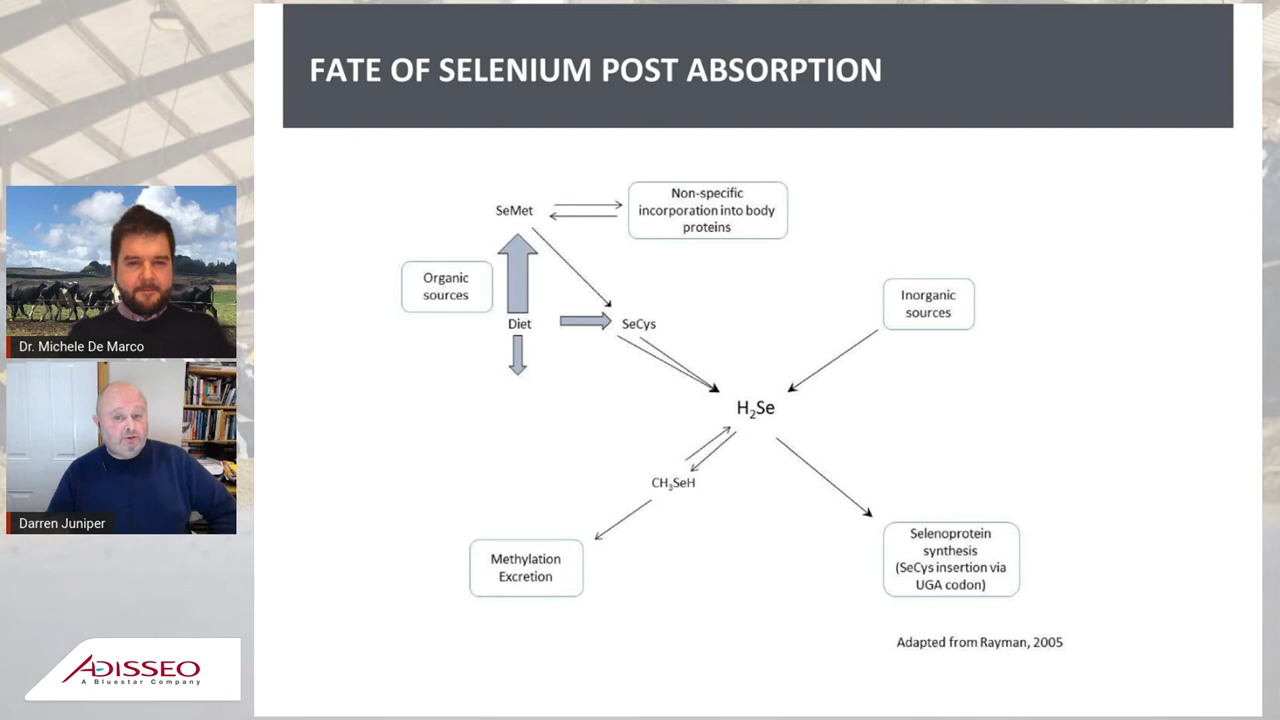 FATE OF SELENIUM POST ABSORPTION
SeMet
Non-specific
incorporation into body
proteins
Organic
sources
Inorganic
sources
Diet
SeCys
H₂Se
CH₃SeH
Methylation
Excretion
Selenoprotein
synthesis
(SeCys insertion via
UGA codon)
Adapted from Rayman, 2005
Dr. Michele De Marco
Darren Juniper
ADISSEO
A Bluestar Company